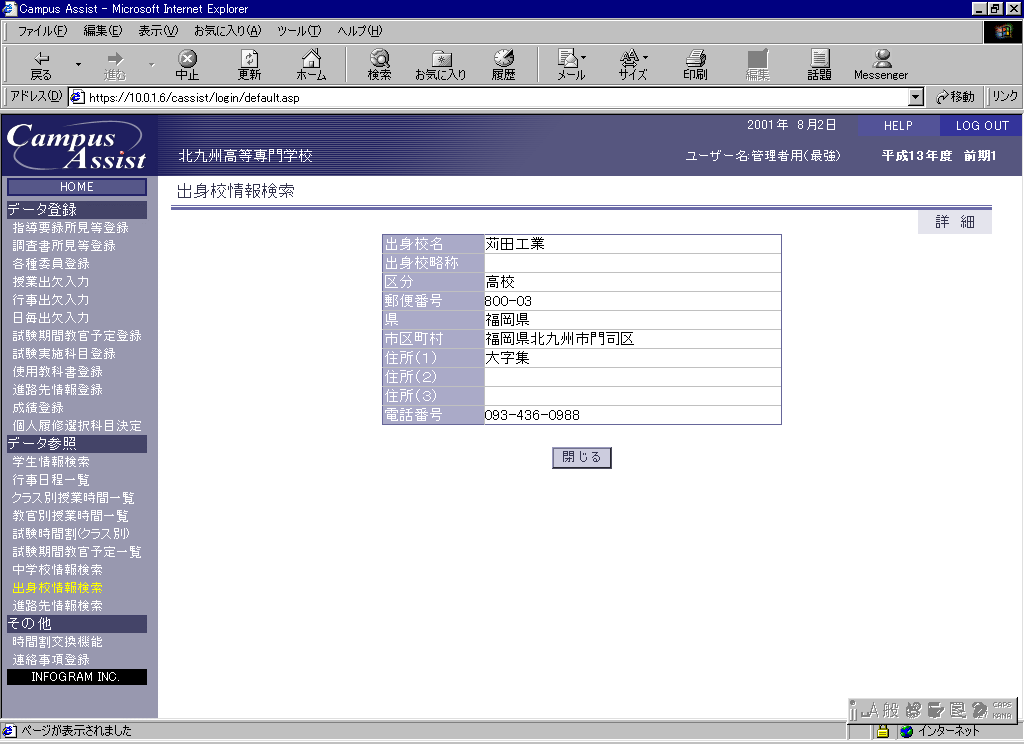 Campus Assist - Microsoft Internet Explorer
ファイル(F) 編集(E) 表示(V) お気に入り(A) ツール(T) ヘルプ(H)
戻る 進む 中止 更新 ホーム 検索 お気に入り 履歴 メール サイズ 印刷 編集 話題 Messenger
アドレス(D) https://10.0.1.6/cassist/login/default.asp 移動 リンク
Campus Assist
2001年 8月2日 HELP LOG OUT
北九州高等専門学校 ユーザー名:管理者用(最強) 平成13年度 前期1
HOME
データ登録
指導要録所見等登録
調査書所見等登録
各種委員登録
授業出欠入力
行事出欠入力
日毎出欠入力
試験期間教官予定登録
試験実施科目登録
使用教科書登録
進路先情報登録
成績登録
個人履修選択科目決定
データ参照
学生情報検索
行事日程一覧
クラス別授業時間一覧
教官別授業時間一覧
試験時間割(クラス別)
試験期間教官予定一覧
中学校情報検索
出身校情報検索
進路先情報検索
その他
時間割交換機能
連絡事項登録
INFOGRAM INC.
出身校情報検索
詳 細
出身校名 苅田工業
出身校略称
区分 高校
郵便番号 800-03
県 福岡県
市区町村 福岡県北九州市門司区
住所(1) 大字集
住所(2)
住所(3)
電話番号 093-436-0988
閉じる
A 般 CAPS
KANA
ページが表示されました インターネット